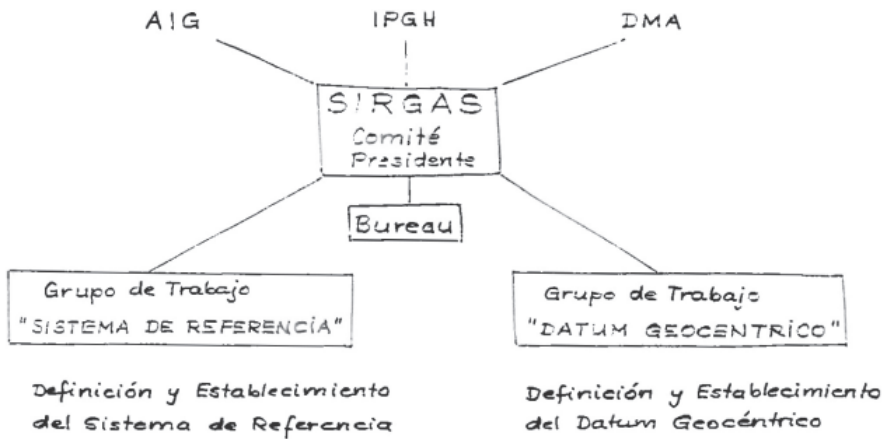 AIG IPGH DMA
SIRGAS
Comité
Presidente
Bureau
Grupo de Trabajo
"SISTEMA DE REFERENCIA"
Grupo de Trabajo
"DATUM GEOCENTRICO"
Definición y Establecimiento
del Sistema de Referencia
Definición y Establecimiento
del Datum Geocéntrico